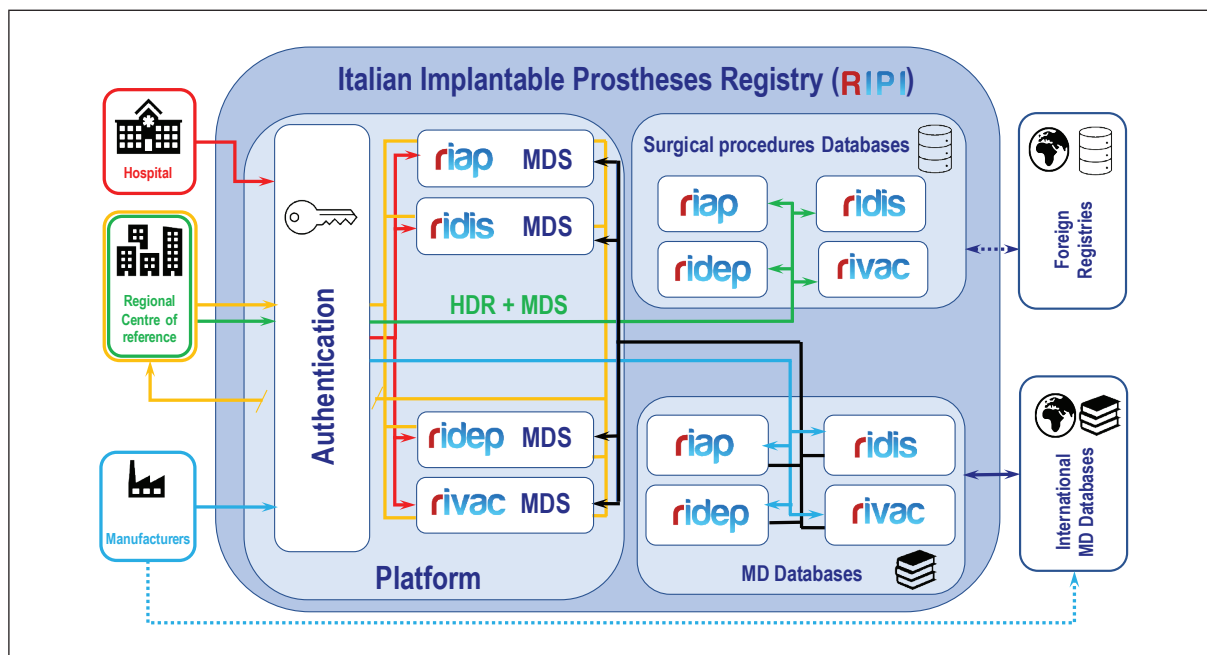 Italian Implantable Prostheses Registry (RIPI)
Hospital
Regional
Centre of
reference
Manufacturers
Authentication
riap MDS
ridis MDS
HDR + MDS
ridep MDS
rivac MDS
Platform
Surgical procedures Databases
riap
ridis
ridep
rivac
riap
ridis
ridep
rivac
MD Databases
Foreign
Registries
International
MD Databases